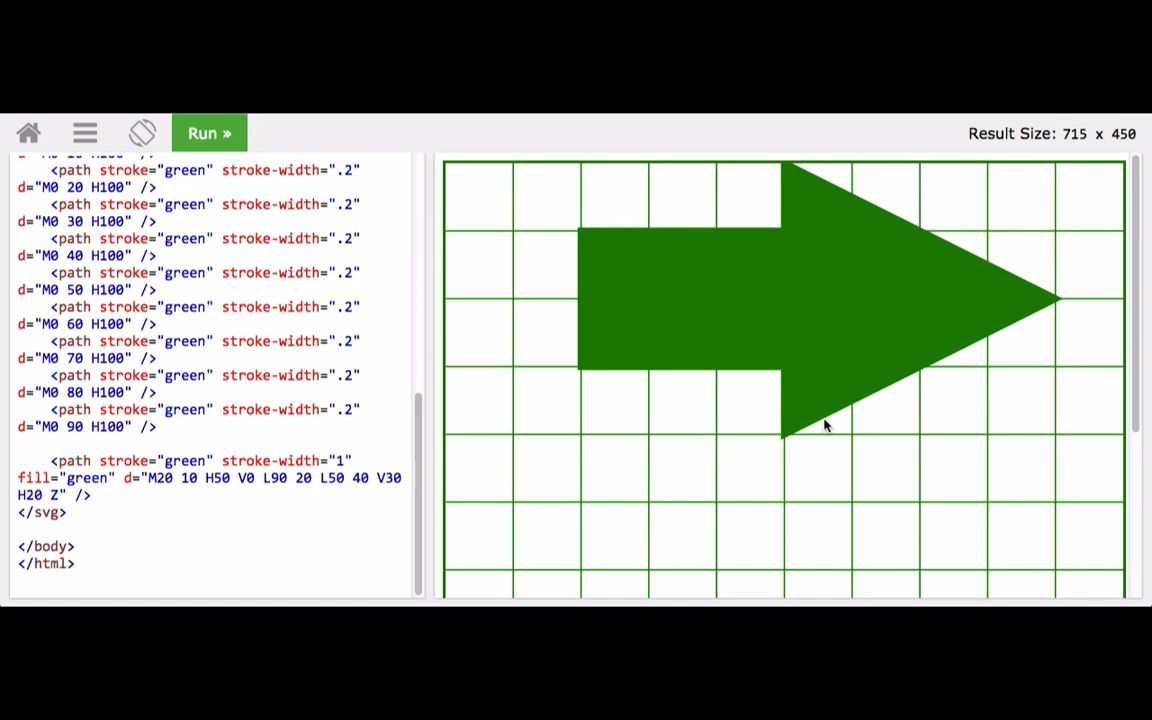 Run »
Result Size: 715 x 450
<path stroke="green" stroke-width=".2"
d="M0 20 H100" />
<path stroke="green" stroke-width=".2"
d="M0 30 H100" />
<path stroke="green" stroke-width=".2"
d="M0 40 H100" />
<path stroke="green" stroke-width=".2"
d="M0 50 H100" />
<path stroke="green" stroke-width=".2"
d="M0 60 H100" />
<path stroke="green" stroke-width=".2"
d="M0 70 H100" />
<path stroke="green" stroke-width=".2"
d="M0 80 H100" />
<path stroke="green" stroke-width=".2"
d="M0 90 H100" />
<path stroke="green" stroke-width="1"
fill="green" d="M20 10 H50 V0 L90 20 L50 40 V30
H20 Z" />
</svg>
</body>
</html>